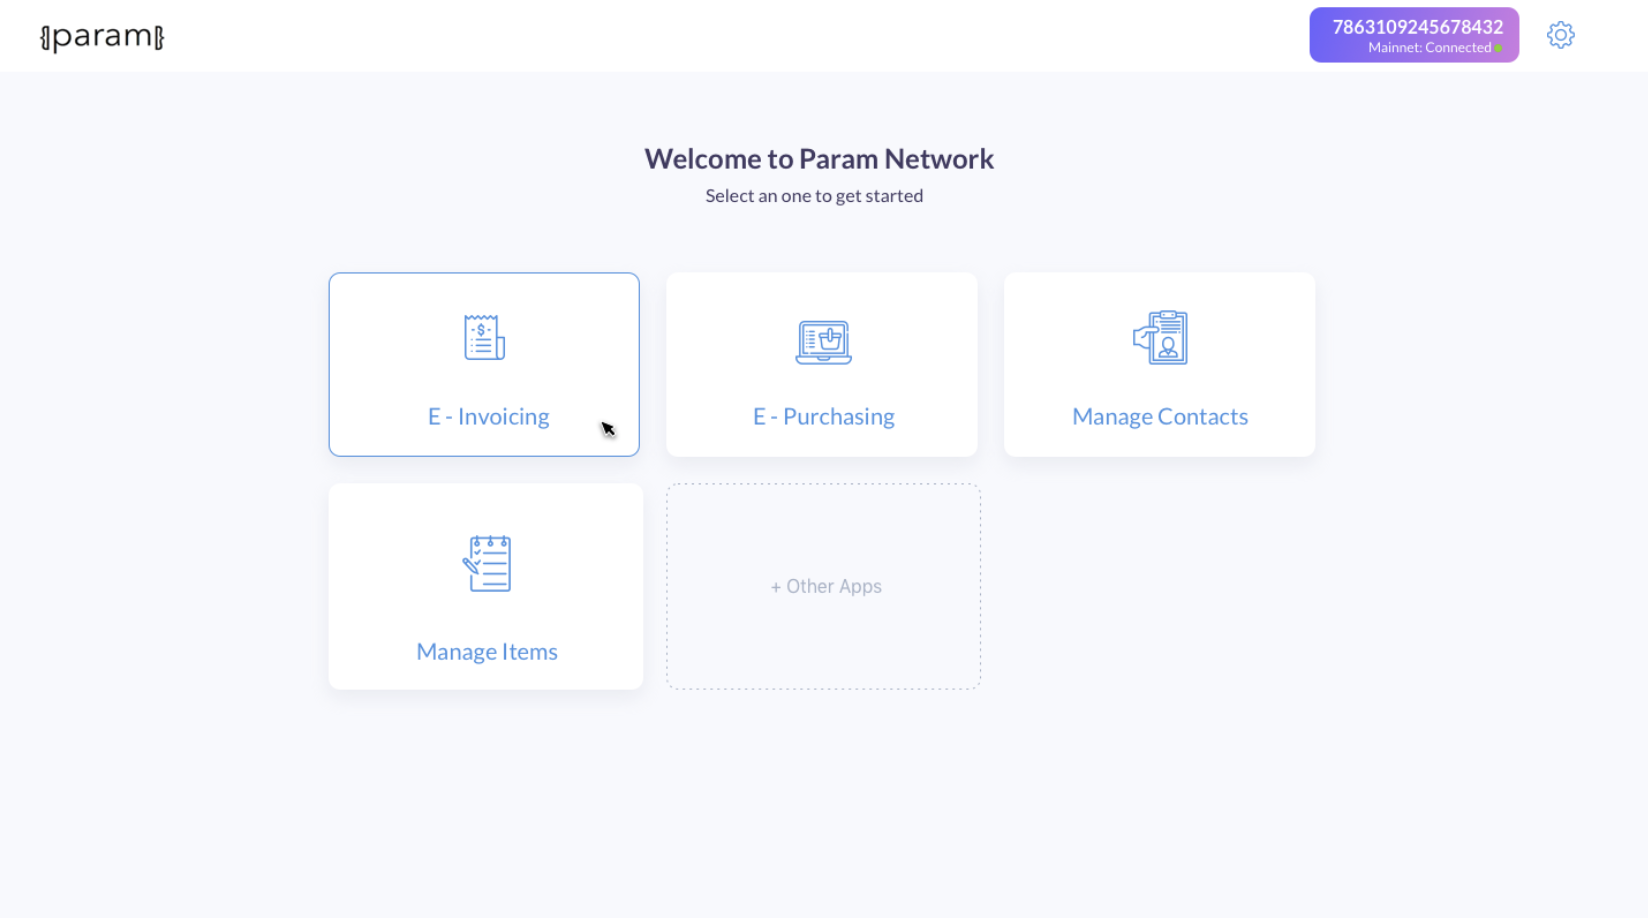 {param}
7863109245678432
Mainnet: Connected
Welcome to Param Network
Select an one to get started
$
E - Invoicing
E - Purchasing
Manage Contacts
Manage Items
+ Other Apps